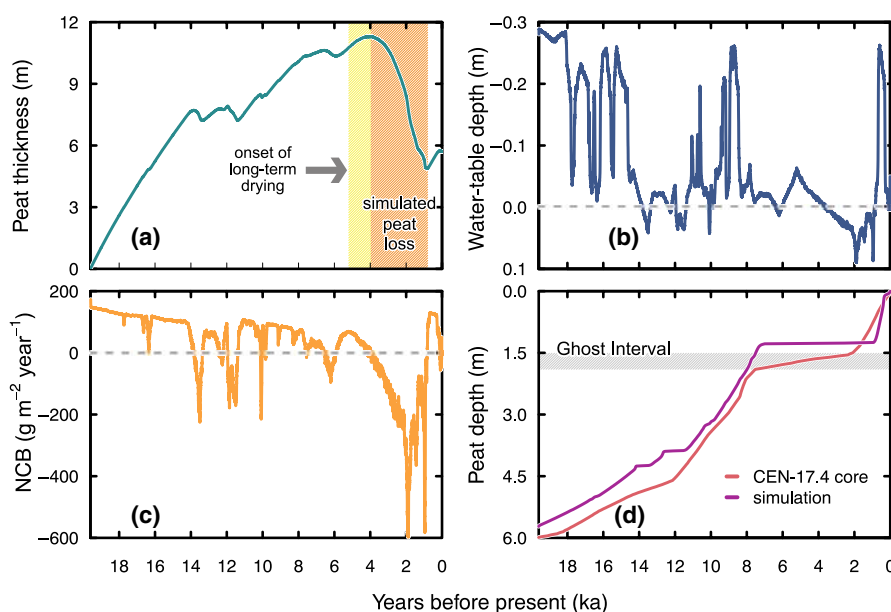 12
9
6
3
0
Peat thickness (m)
onset of
long-term
drying
simulated
peat
loss
(a)
−0.3
−0.2
−0.1
0.0
0.1
Water-table depth (m)
(b)
200
0
−200
−400
−600
NCB (g m−2 year−1)
(c)
18 16 14 12 10 8 6 4 2 0
0.0
1.5
3.0
4.5
6.0
Peat depth (m)
Ghost Interval
CEN-17.4 core
simulation
(d)
18 16 14 12 10 8 6 4 2 0
Years before present (ka)